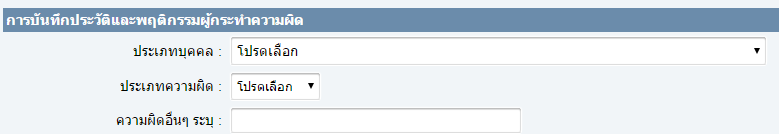 การบันทึกประวัติและพฤติกรรมผู้กระทำความผิด
ประเภทบุคคล : โปรดเลือก
ประเภทความผิด : โปรดเลือก
ความผิดอื่นๆ ระบุ :